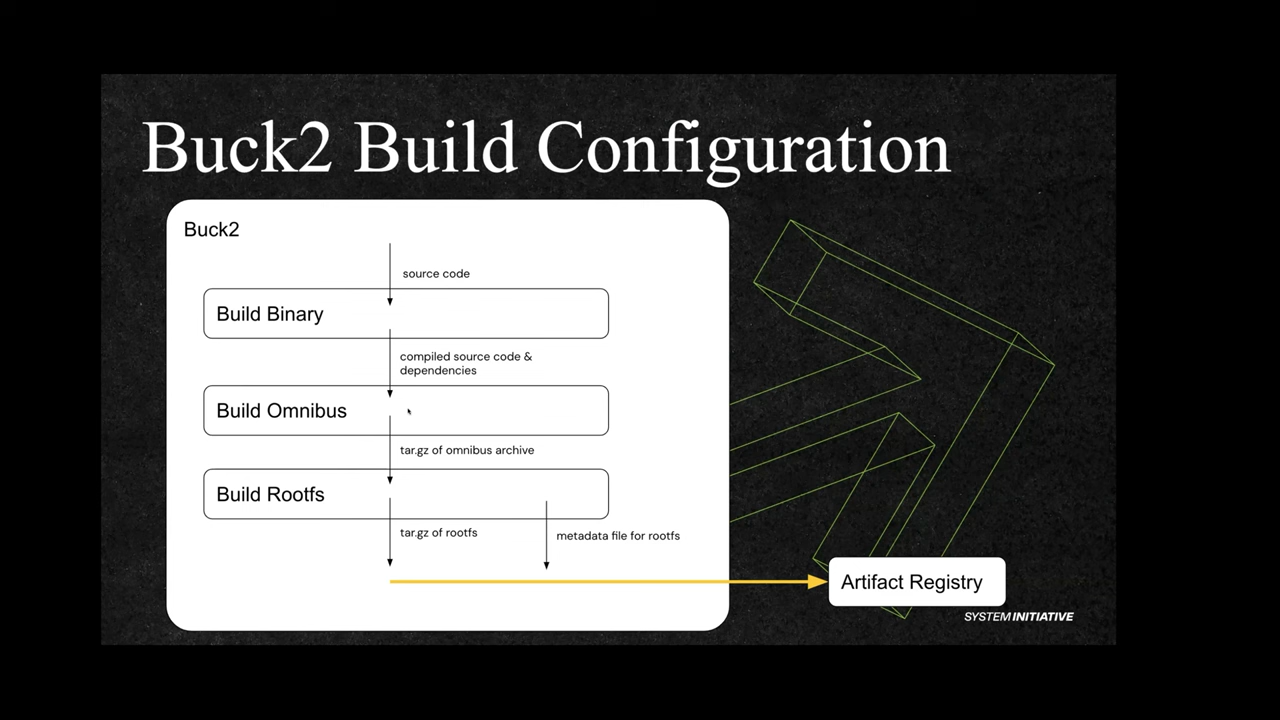 Buck2 Build Configuration
Buck2
source code
Build Binary
compiled source code &
dependencies
Build Omnibus
tar.gz of omnibus archive
Build Rootfs
tar.gz of rootfs
metadata file for rootfs
Artifact Registry
SYSTEM INITIATIVE